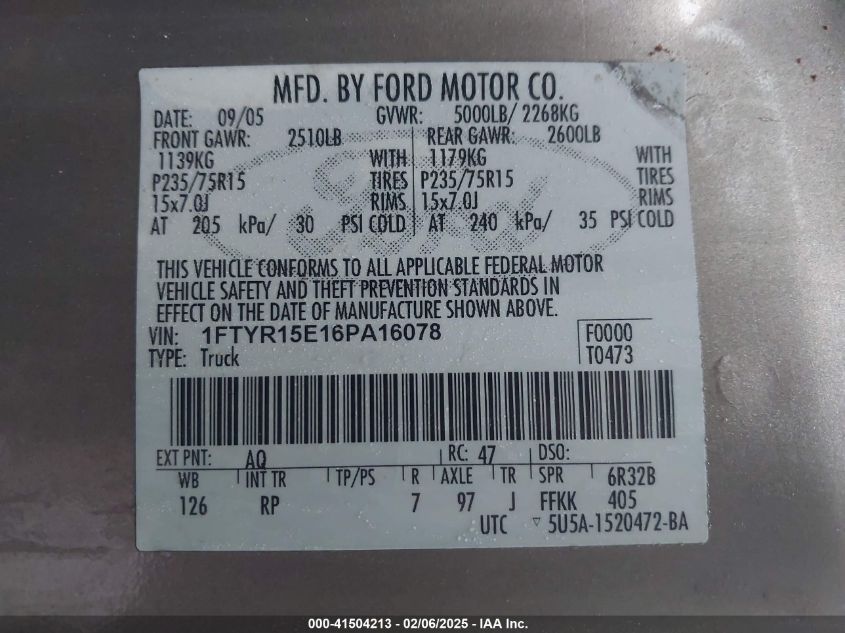 MFD. BY FORD MOTOR CO.
DATE: 09/05 GVWR: 5000LB/ 2268KG
FRONT GAWR: 2510LB REAR GAWR: 2600LB
1139KG WITH 1179KG WITH
P235/75R15 TIRES P235/75R15 TIRES
15x7.0J RIMS 15x7.0J RIMS
AT 205 kPa/ 30 PSI COLD AT 240 kPa/ 35 PSI COLD
Ford
THIS VEHICLE CONFORMS TO ALL APPLICABLE FEDERAL MOTOR
VEHICLE SAFETY AND THEFT PREVENTION STANDARDS IN
EFFECT ON THE DATE OF MANUFACTURE SHOWN ABOVE.
VIN: 1FTYR15E16PA16078 F0000
TYPE: Truck T0473
EXT PNT: AQ RC: 47 DSO:
WB INT TR TP/PS R AXLE TR SPR 6R32B
126 RP 7 97 J FFKK 405
UTC ▽ 5U5A-1520472-BA
000-41504213 - 02/06/2025 - IAA Inc.